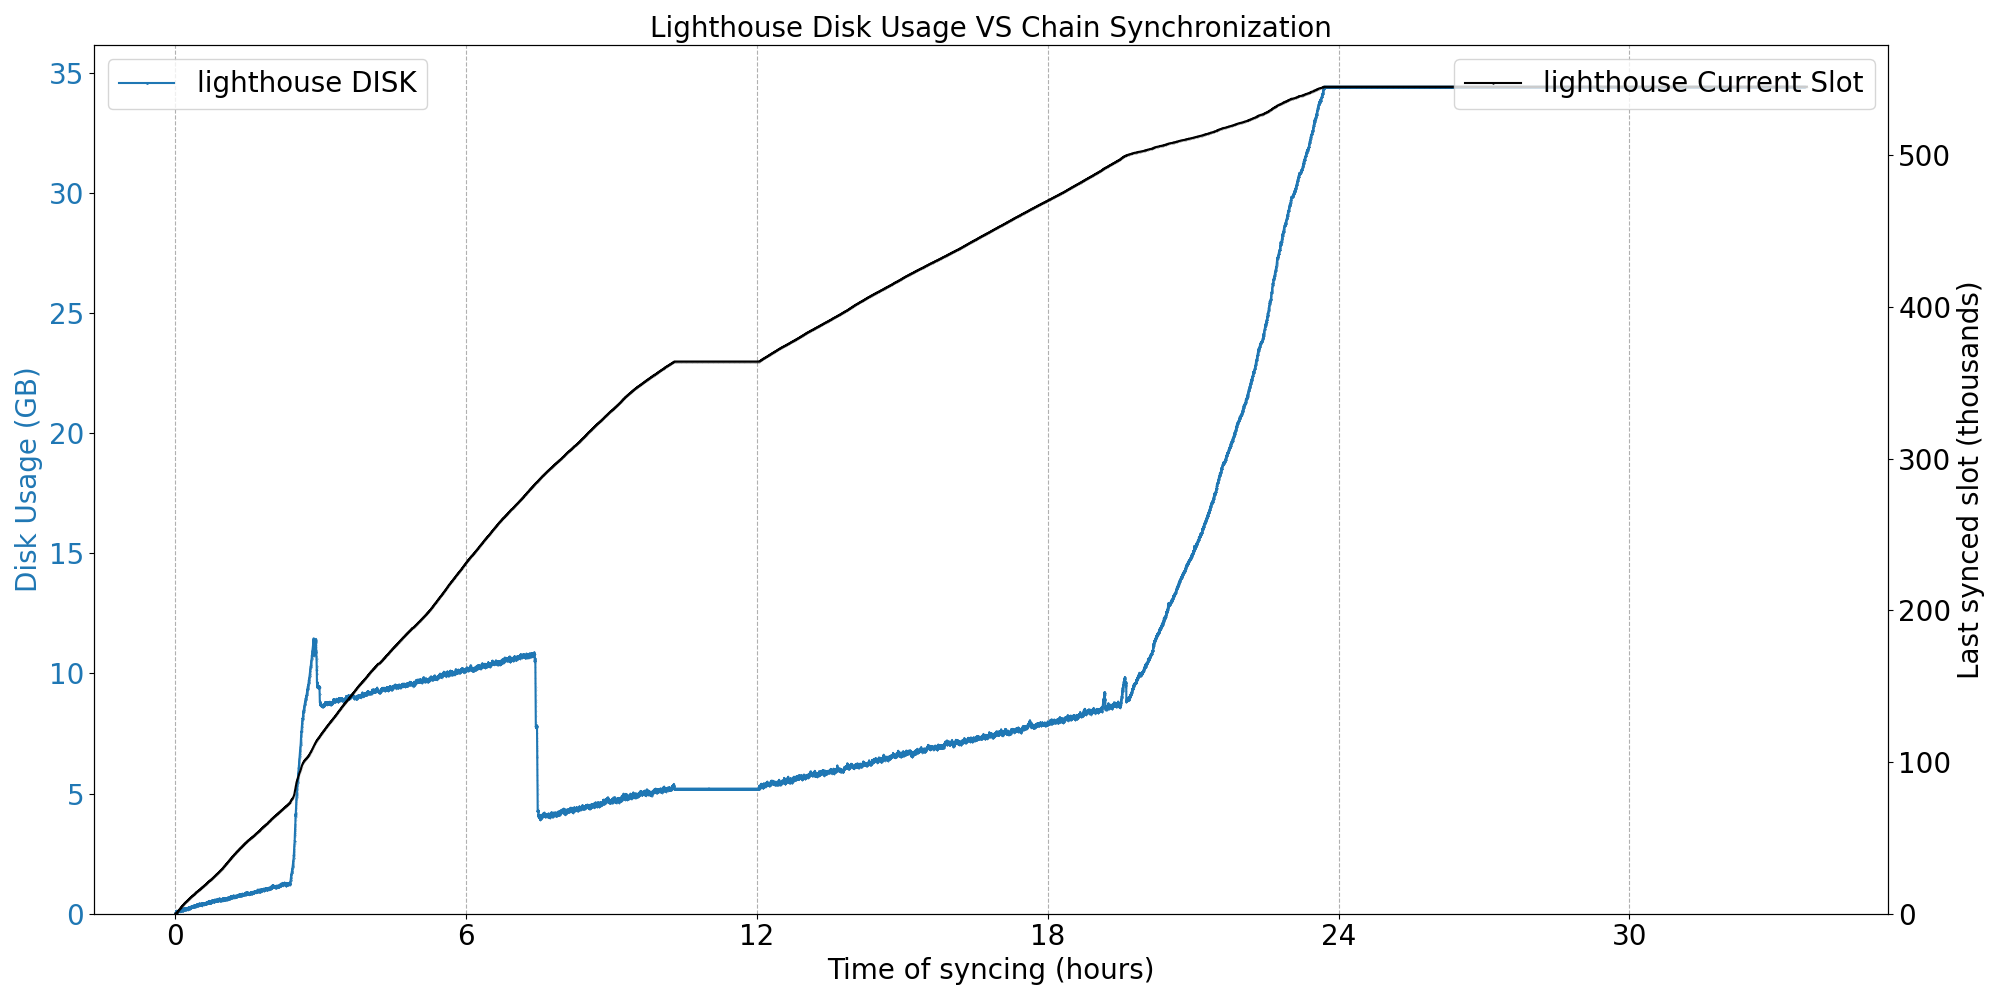 Lighthouse Disk Usage VS Chain Synchronization
lighthouse DISK
lighthouse Current Slot
Disk Usage (GB)
35
30
25
20
15
10
5
0
Last synced slot (thousands)
500
400
300
200
100
0
0 6 12 18 24 30
Time of syncing (hours)